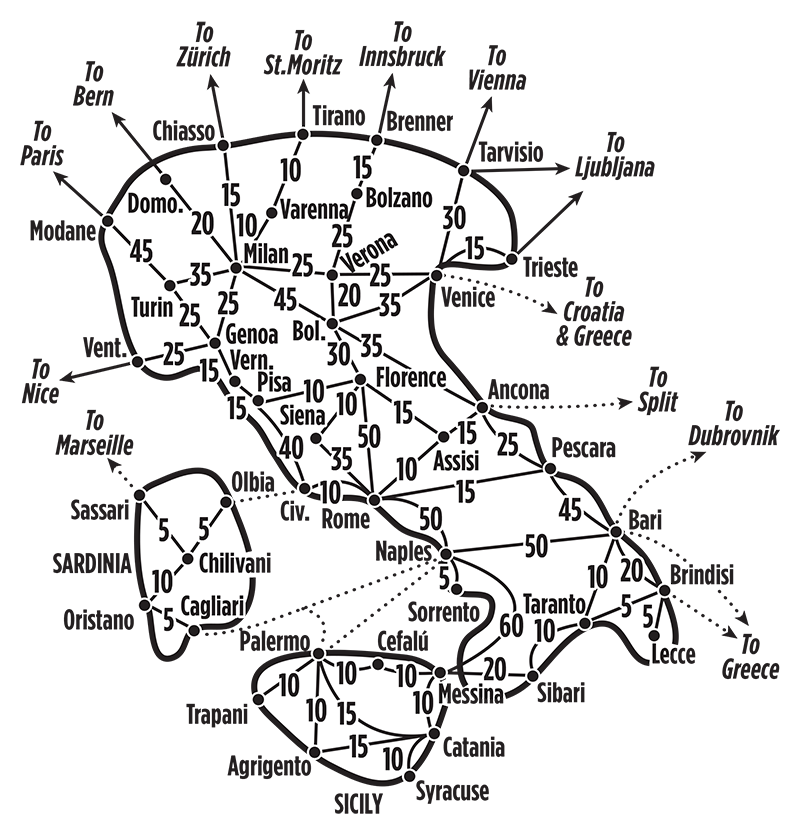 To
Zürich
To
St.Moritz
To
Innsbruck
To
Vienna
To
Bern
To
Paris
Chiasso
Tirano
Brenner
Tarvisio
To
Ljubljana
Domo.
15
10
15
Bolzano
Varenna
Modane
20
10
25
30
45
Milan
Verona
15
Trieste
35
25
25
Turin
25
25
45
20
35
Venice
To
Croatia
& Greece
Genoa
Bol.
Vent.
25
30
35
To
Nice
15
Vern.
Pisa
10
Florence
Ancona
To
Split
15
Siena
10
15
15
To
Marseille
40
35
50
10
Assisi
25
Pescara
To
Dubrovnik
Olbia
10
15
45
Sassari
Civ.
Rome
50
Bari
5
5
Naples
50
SARDINIA
Chilivani
10
5
10
20
Brindisi
Oristano
5
Cagliari
Sorrento
Taranto
5
5
60
10
Lecce
To
Greece
Palermo
Cefalú
10
10
20
Messina
Sibari
10
10
15
10
Trapani
15
10
Catania
Agrigento
Syracuse
SICILY